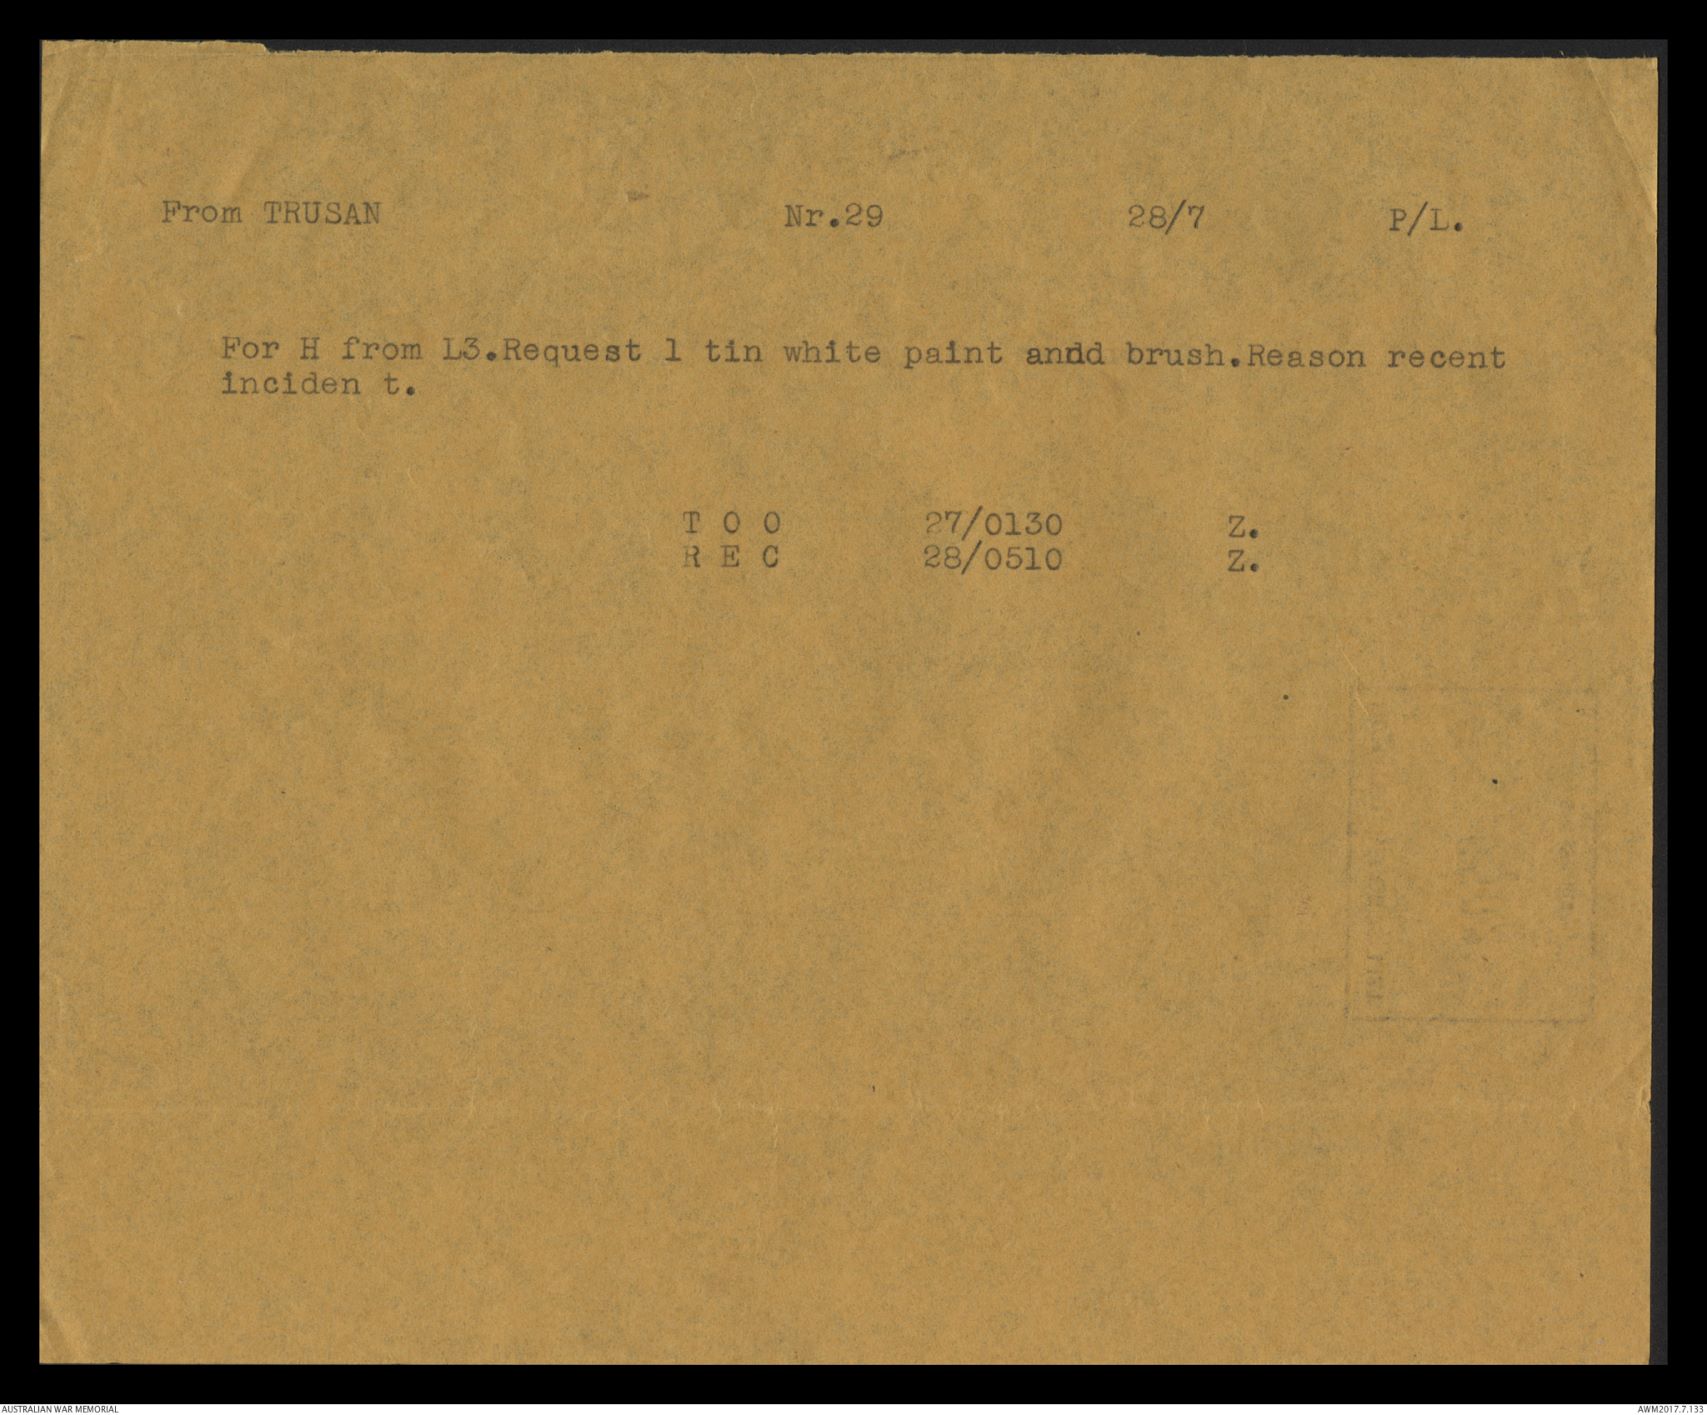 From TRUSAN Nr.29 28/7 P/L.
For H from L3.Request 1 tin white paint andd brush.Reason recent
inciden t.
T O O 27/0130 Z.
R E C 28/0510 Z.
AUSTRALIAN WAR MEMORIAL AWM2017.7.133